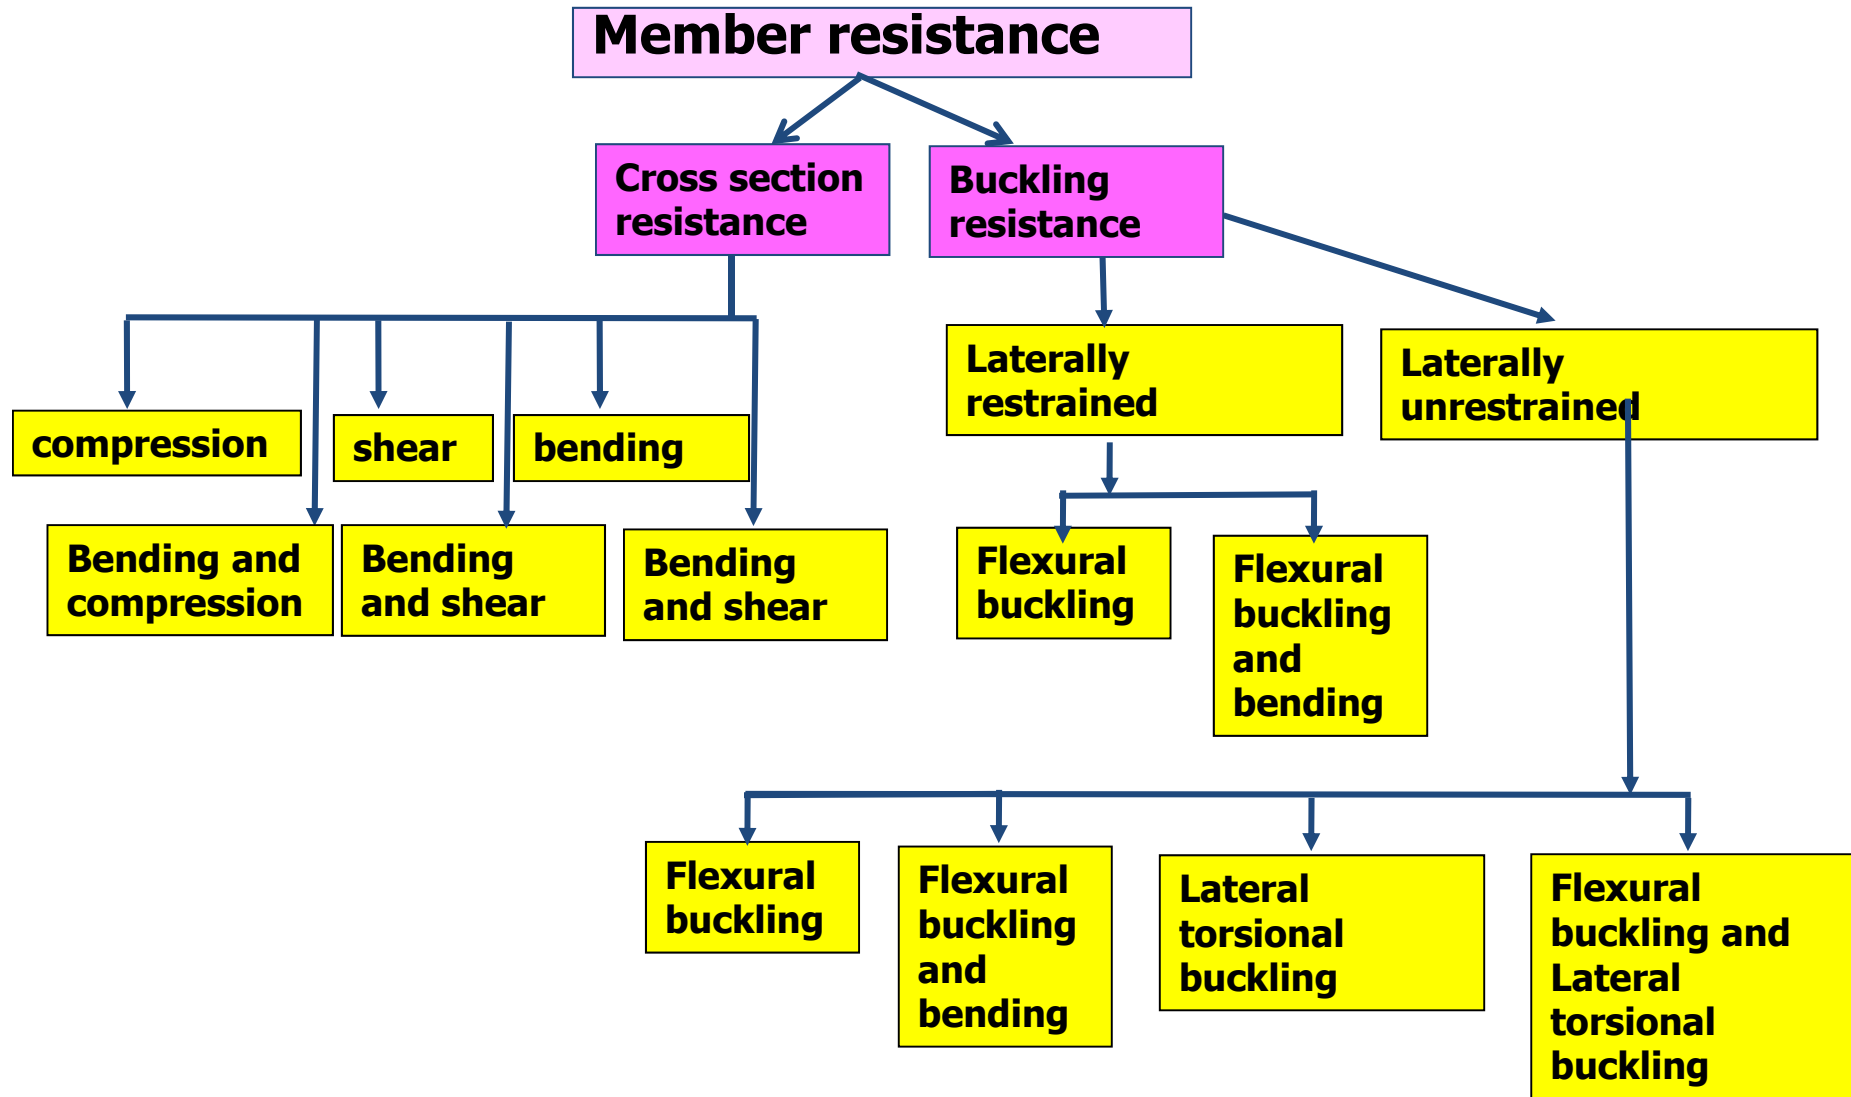 Member resistance
Cross section
resistance
Buckling
resistance
Laterally
restrained
Laterally
unrestrained
compression
shear
bending
Bending and
compression
Bending
and shear
Bending
and shear
Flexural
buckling
Flexural
buckling
and
bending
Flexural
buckling
Flexural
buckling
and
bending
Lateral
torsional
buckling
Flexural
buckling and
Lateral
torsional
buckling